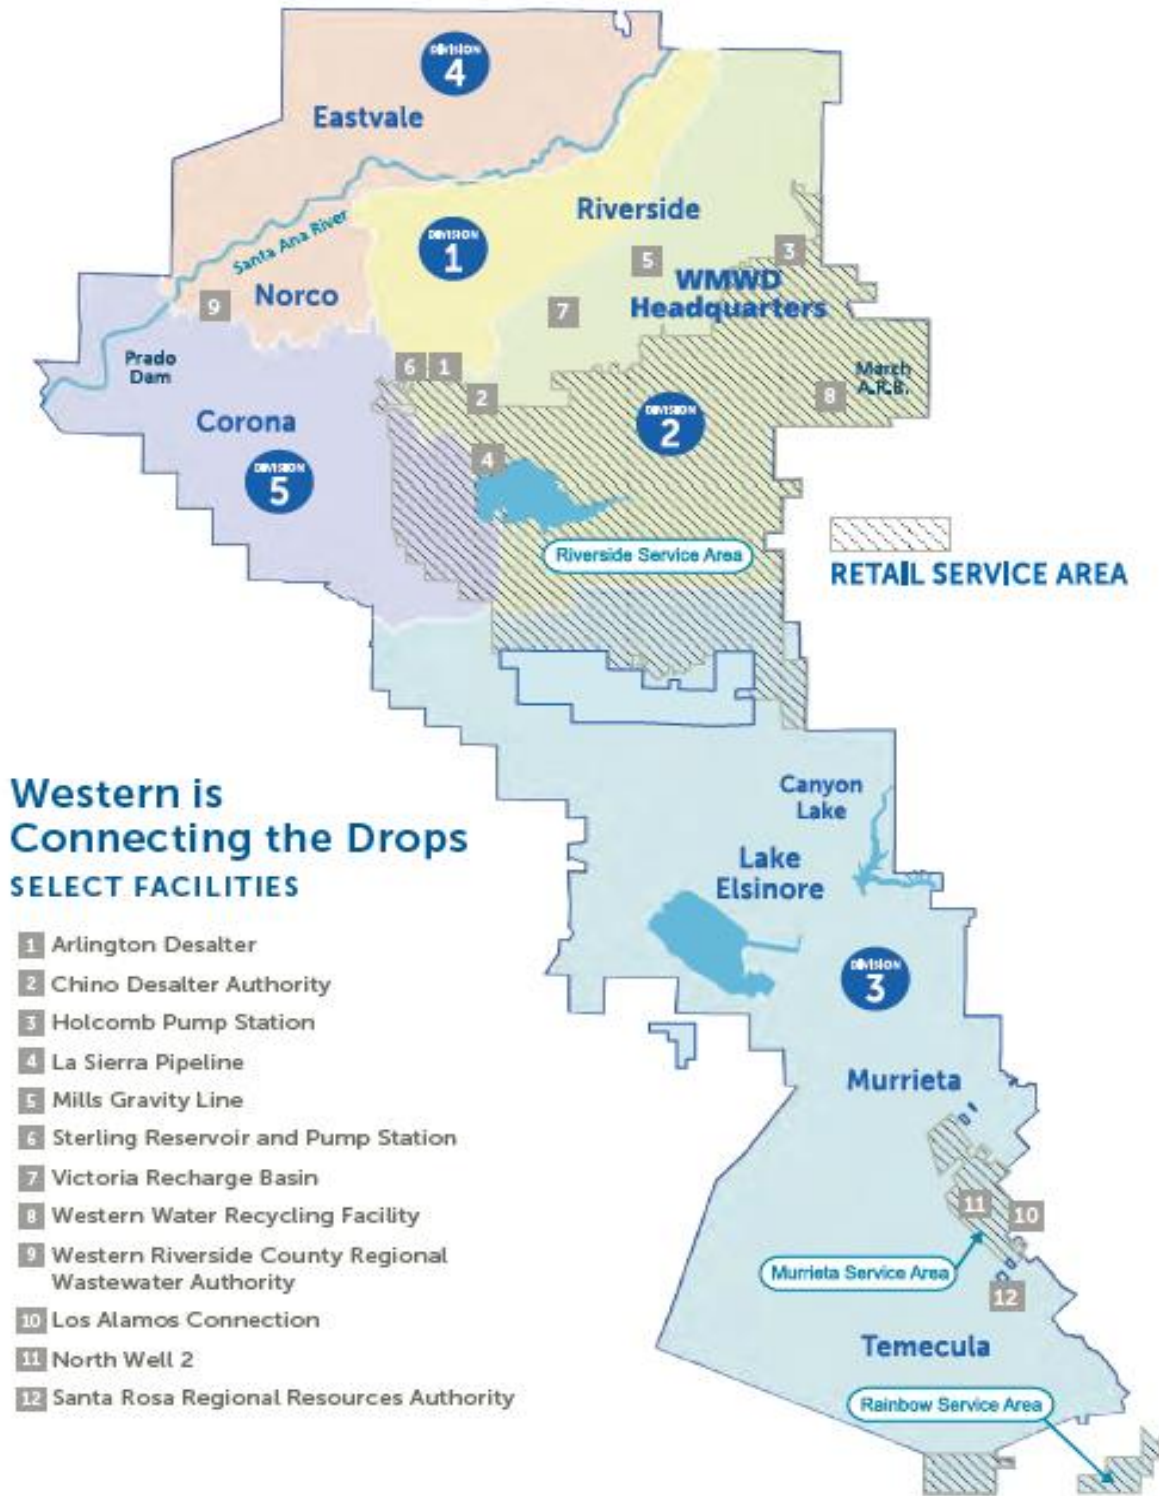 DIVISION
4
Eastvale
Santa Ana River
Riverside
DIVISION
1
5
3
WMWD
Headquarters
9
Norco
7
Prado
Dam
6
1
2
March
A.R.B.
8
Corona
DIVISION
2
DIVISION
5
4
Riverside Service Area
RETAIL SERVICE AREA
Western is
Connecting the Drops
SELECT FACILITIES
1 Arlington Desalter
2 Chino Desalter Authority
3 Holcomb Pump Station
4 La Sierra Pipeline
5 Mills Gravity Line
6 Sterling Reservoir and Pump Station
7 Victoria Recharge Basin
8 Western Water Recycling Facility
9 Western Riverside County Regional
Wastewater Authority
10 Los Alamos Connection
11 North Well 2
12 Santa Rosa Regional Resources Authority
Canyon
Lake
Lake
Elsinore
DIVISION
3
Murrieta
11
10
Murrieta Service Area
12
Temecula
Rainbow Service Area